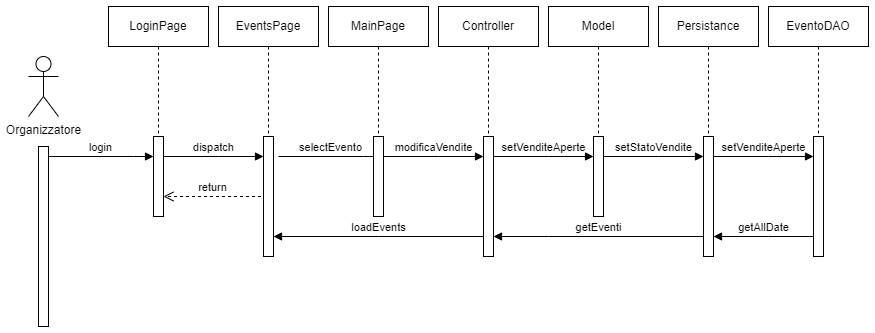 LoginPage
EventsPage
MainPage
Controller
Model
Persistance
EventoDAO
Organizzatore
login
dispatch
selectEvento
modificaVendite
setVenditeAperte
setStatoVendite
setVenditeAperte
return
loadEvents
getEventi
getAllDate